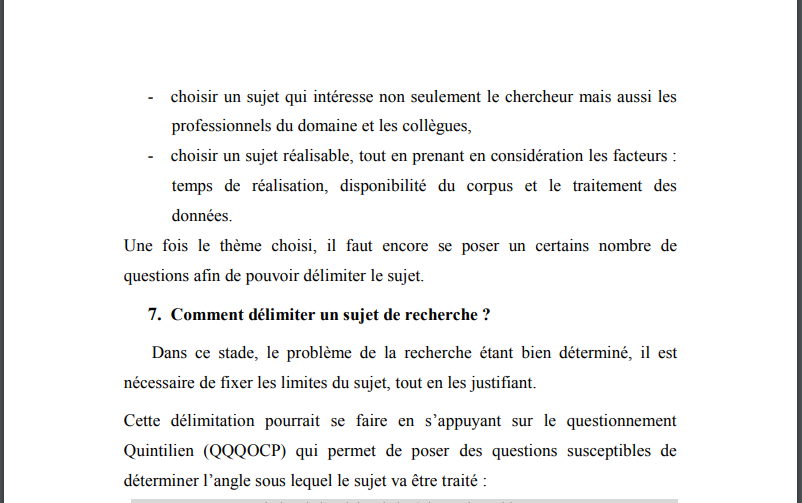 - choisir un sujet qui intéresse non seulement le chercheur mais aussi les
professionnels du domaine et les collègues,
- choisir un sujet réalisable, tout en prenant en considération les facteurs :
temps de réalisation, disponibilité du corpus et le traitement des
données.
Une fois le thème choisi, il faut encore se poser un certains nombre de
questions afin de pouvoir délimiter le sujet.
7. Comment délimiter un sujet de recherche ?
Dans ce stade, le problème de la recherche étant bien déterminé, il est
nécessaire de fixer les limites du sujet, tout en les justifiant.
Cette délimitation pourrait se faire en s’appuyant sur le questionnement
Quintilien (QQQOCP) qui permet de poser des questions susceptibles de
déterminer l’angle sous lequel le sujet va être traité :